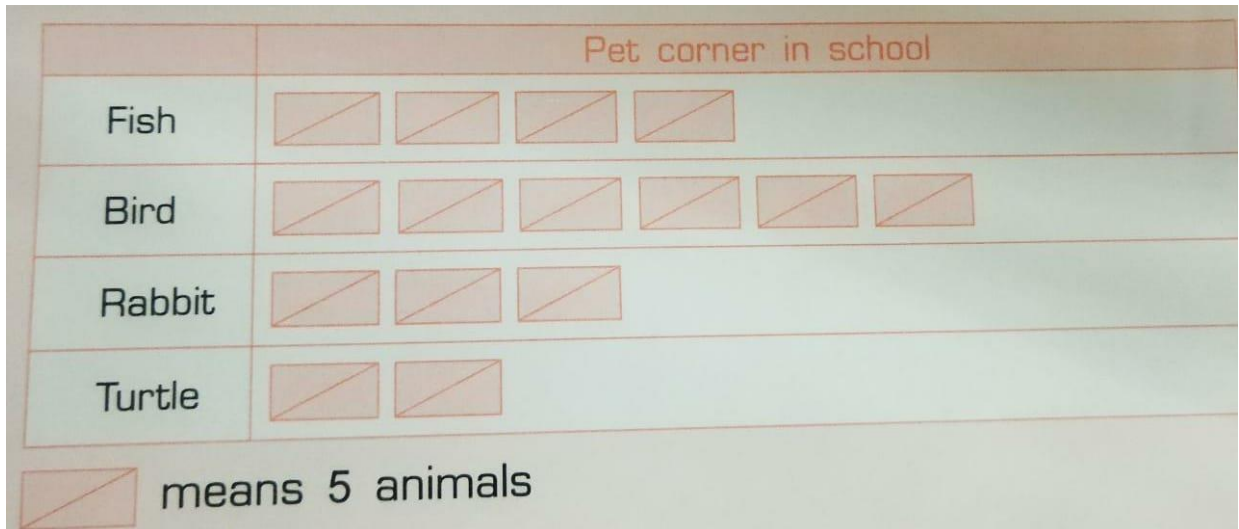 Pet corner in school
Fish
Bird
Rabbit
Turtle
means 5 animals